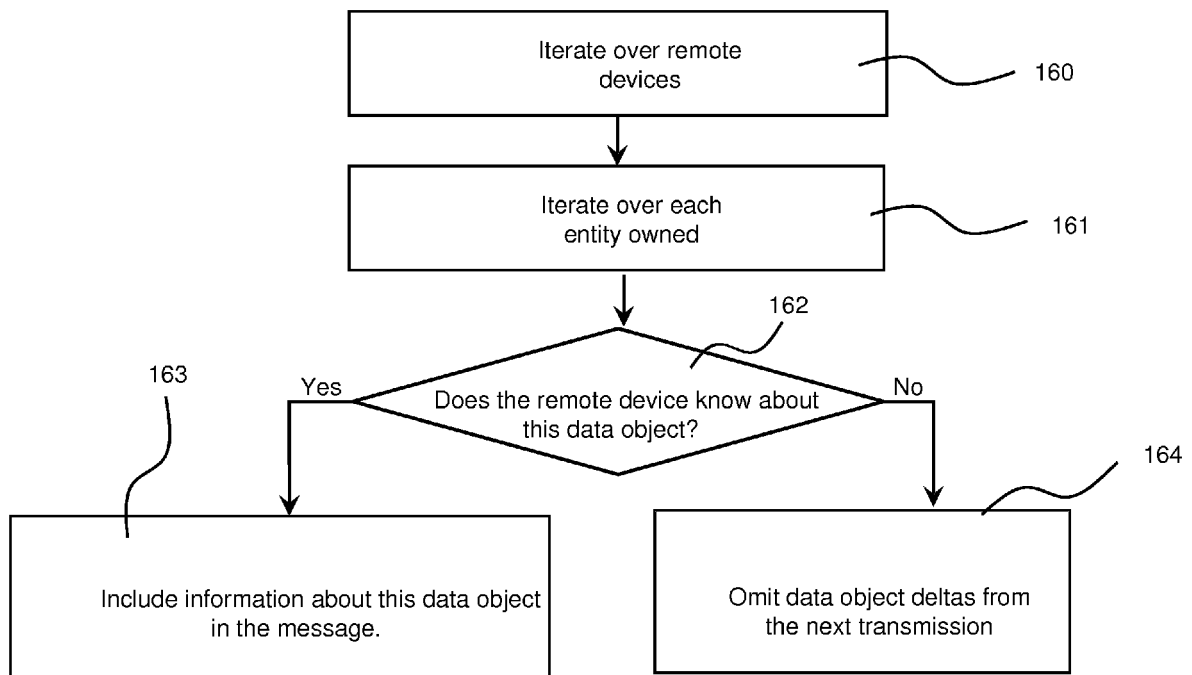 Iterate over remote
devices
160
Iterate over each
entity owned
161
162
163
Yes
No
Does the remote device know about
this data object?
164
Include information about this data object
in the message.
Omit data object deltas from
the next transmission